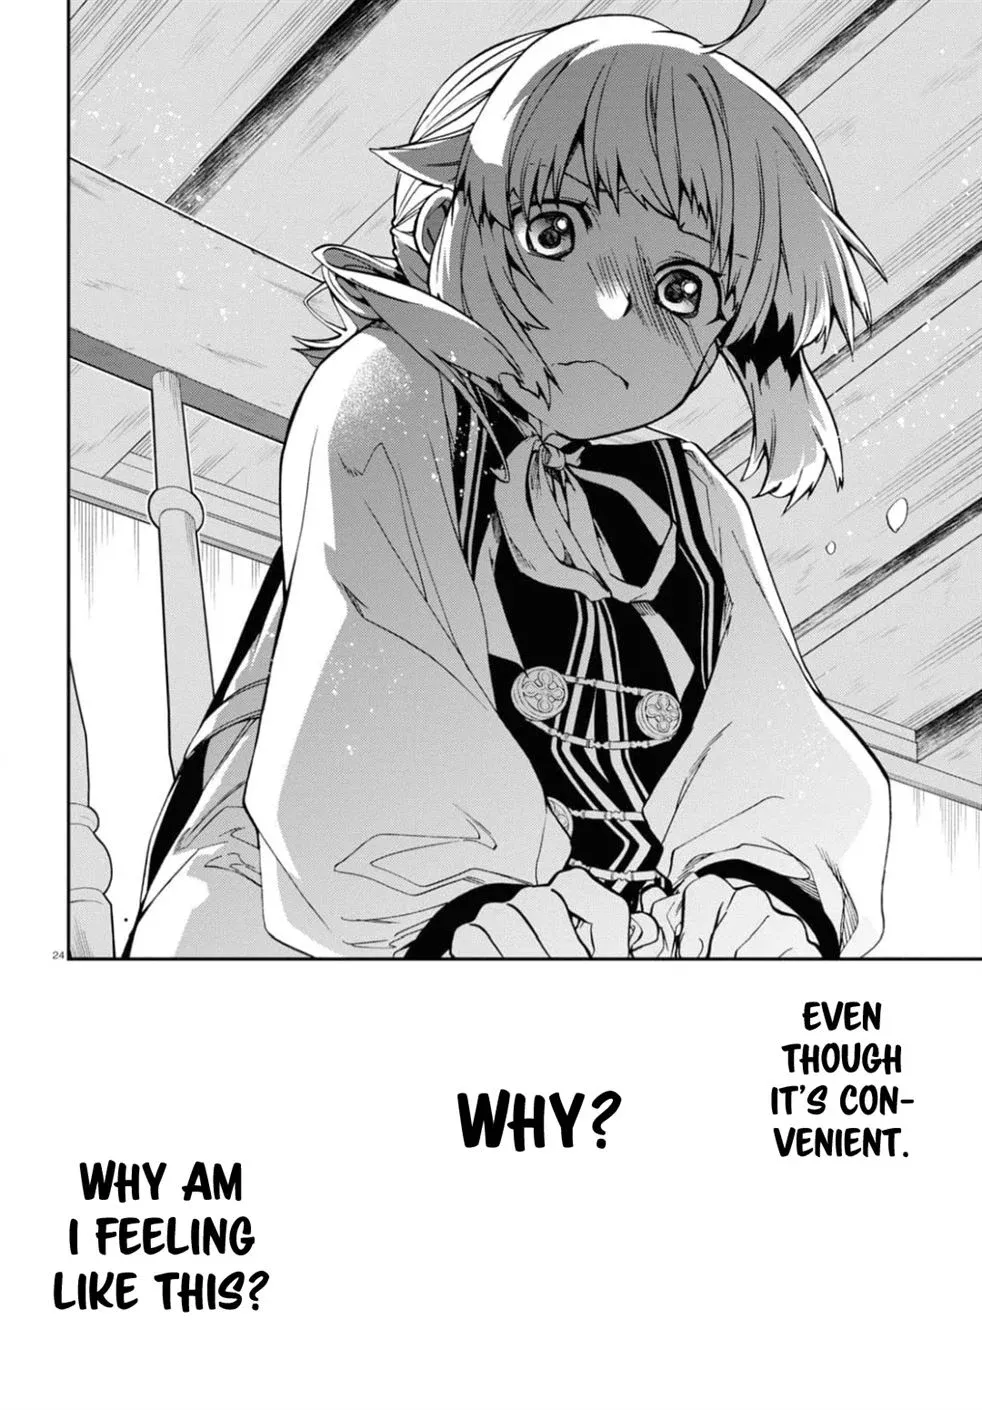 24
EVEN
THOUGH
IT'S CON-
VENIENT.
WHY?
WHY AM
I FEELING
LIKE THIS?